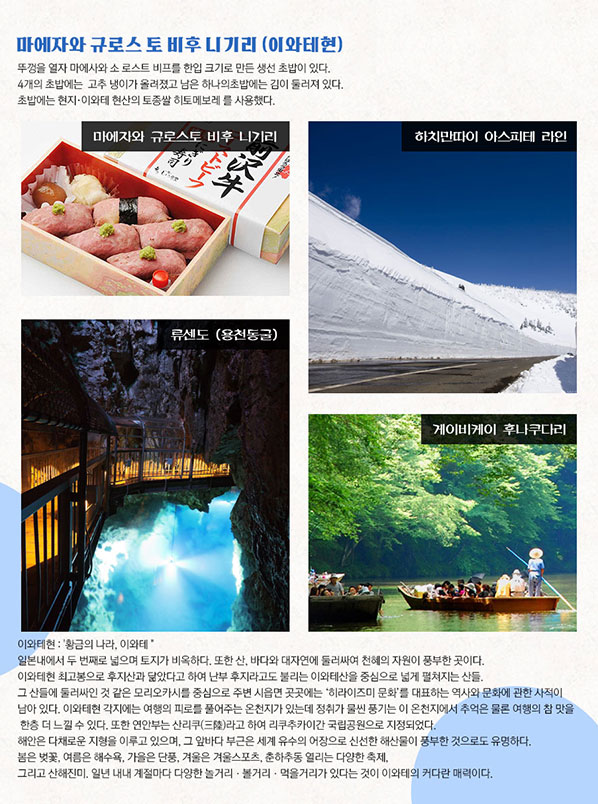 마에자와 규로스 토 비후 니기리 (이와테현)
뚜껑을 열자 마에사와 소 로스트 비프를 한입 크기로 만든 생선 초밥이 있다.
4개의 초밥에는 고추 냉이가 올려졌고 남은 하나의초밥에는 김이 둘러져 있다.
초밥에는 현지·이와테 현산의 토종쌀 히토메보레 를 사용했다.
마에자와 규로스토 비후 니기리
하치만따이 아스피테 라인
前沢牛
ローストビーフ
にぎり寿司
류센도 (용천동굴)
게이비케이 후나쿠다리
이와테현 : '황금의 나라, 이와테 "
일본내에서 두 번째로 넓으며 토지가 비옥하다. 또한 산, 바다와 대자연에 둘러싸여 천혜의 자원이 풍부한 곳이다.
이와테현 최고봉으로 후지산과 닮았다고 하여 난부 후지라고도 불리는 이와테산을 중심으로 넓게 펼쳐지는 산들.
그 산들에 둘러싸인 것 같은 모리오카시를 중심으로 주변 시읍면 곳곳에는 '히라이즈미 문화'를 대표하는 역사와 문화에 관한 사적이
남아 있다. 이와테현 각지에는 여행의 피로를 풀어주는 온천지가 있는데 정취가 물씬 풍기는 이 온천지에서 추억은 물론 여행의 참 맛을
한층 더 느낄 수 있다. 또한 연안부는 산리쿠(三陸)라고 하여 리쿠추카이간 국립공원으로 지정되었다.
해안은 다채로운 지형을 이루고 있으며, 그 앞바다 부근은 세계 유수의 어장으로 신선한 해산물이 풍부한 것으로도 유명하다.
봄은 벚꽃, 여름은 해수욕, 가을은 단풍, 겨울은 겨울스포츠, 춘하추동 열리는 다양한 축제,
그리고 산해진미. 일년 내내 계절마다 다양한 놀거리 · 볼거리 · 먹을거리가 있다는 것이 이와테의 커다란 매력이다.